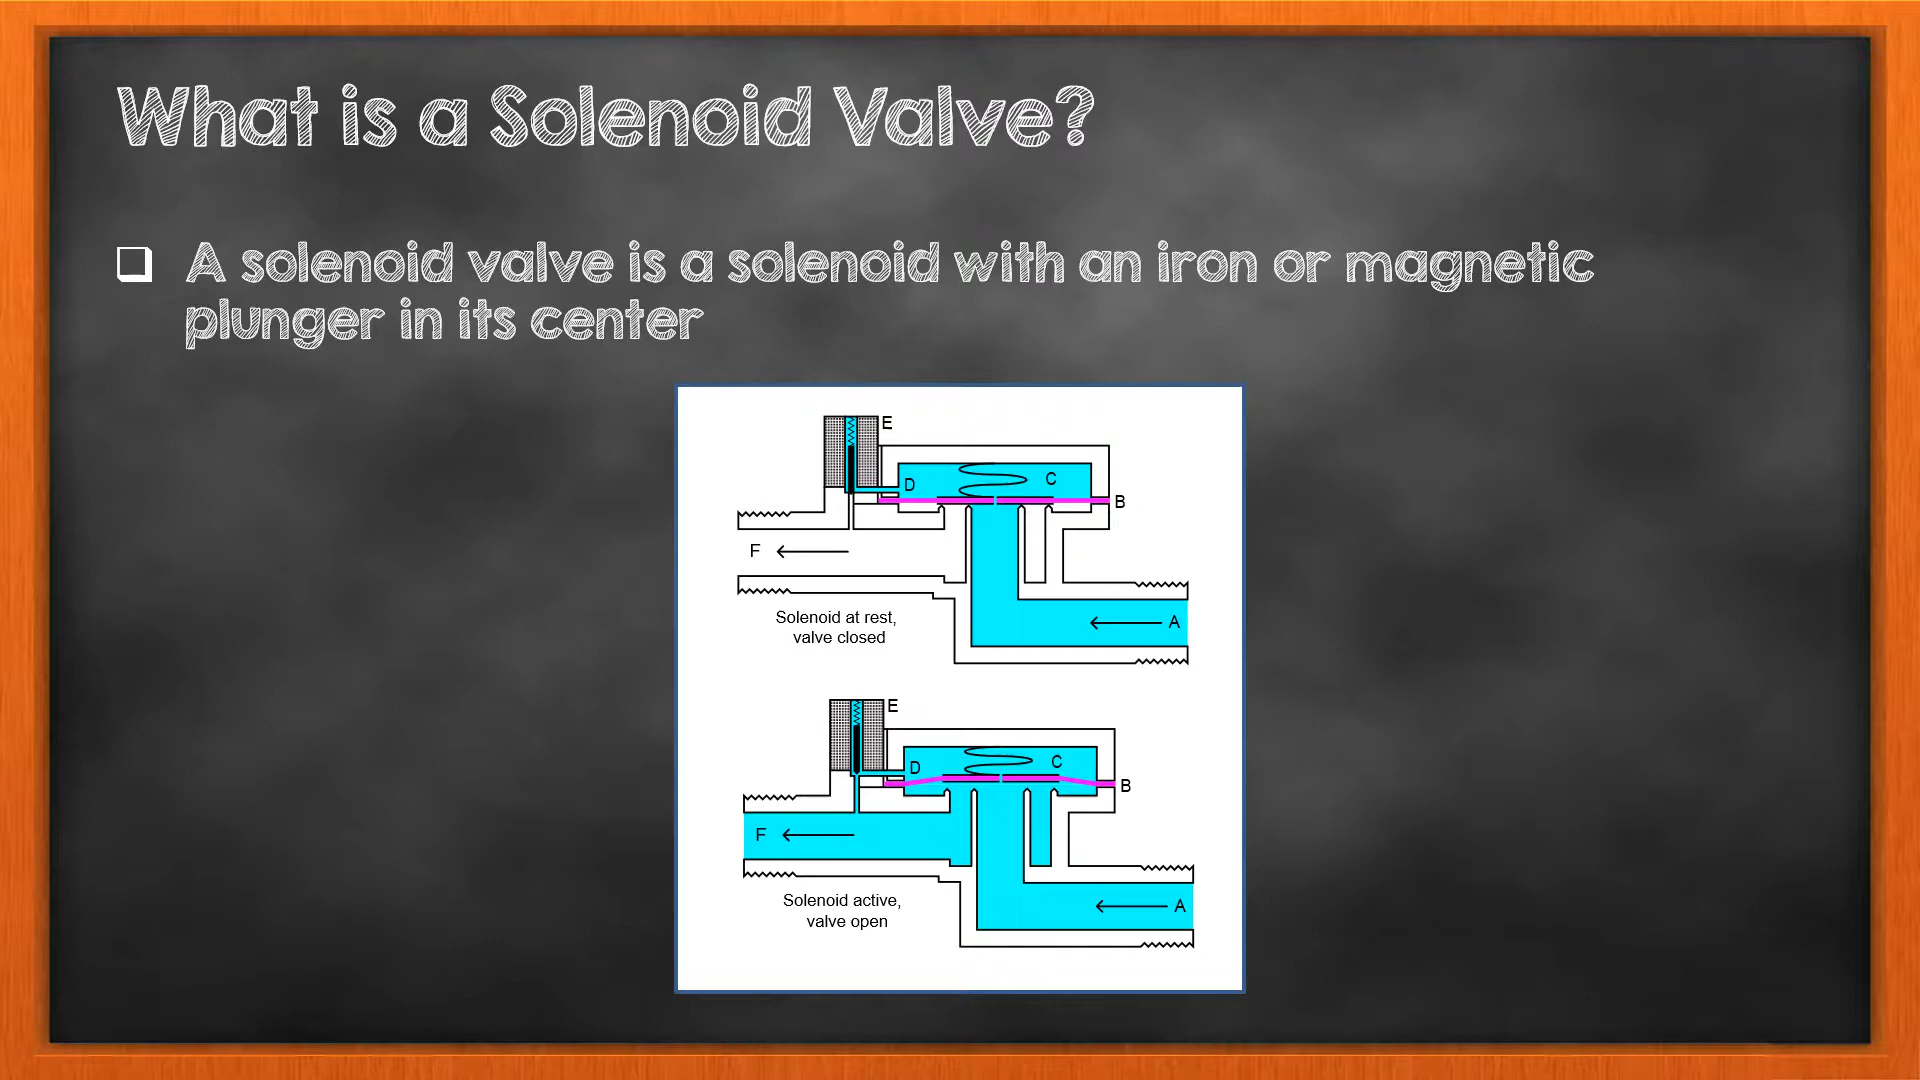 What is a Solenoid Valve?
A solenoid valve is a solenoid with an iron or magnetic
plunger in its center
E
D
C
B
F
A
Solenoid at rest,
valve closed
E
D
C
B
F
A
Solenoid active,
valve open